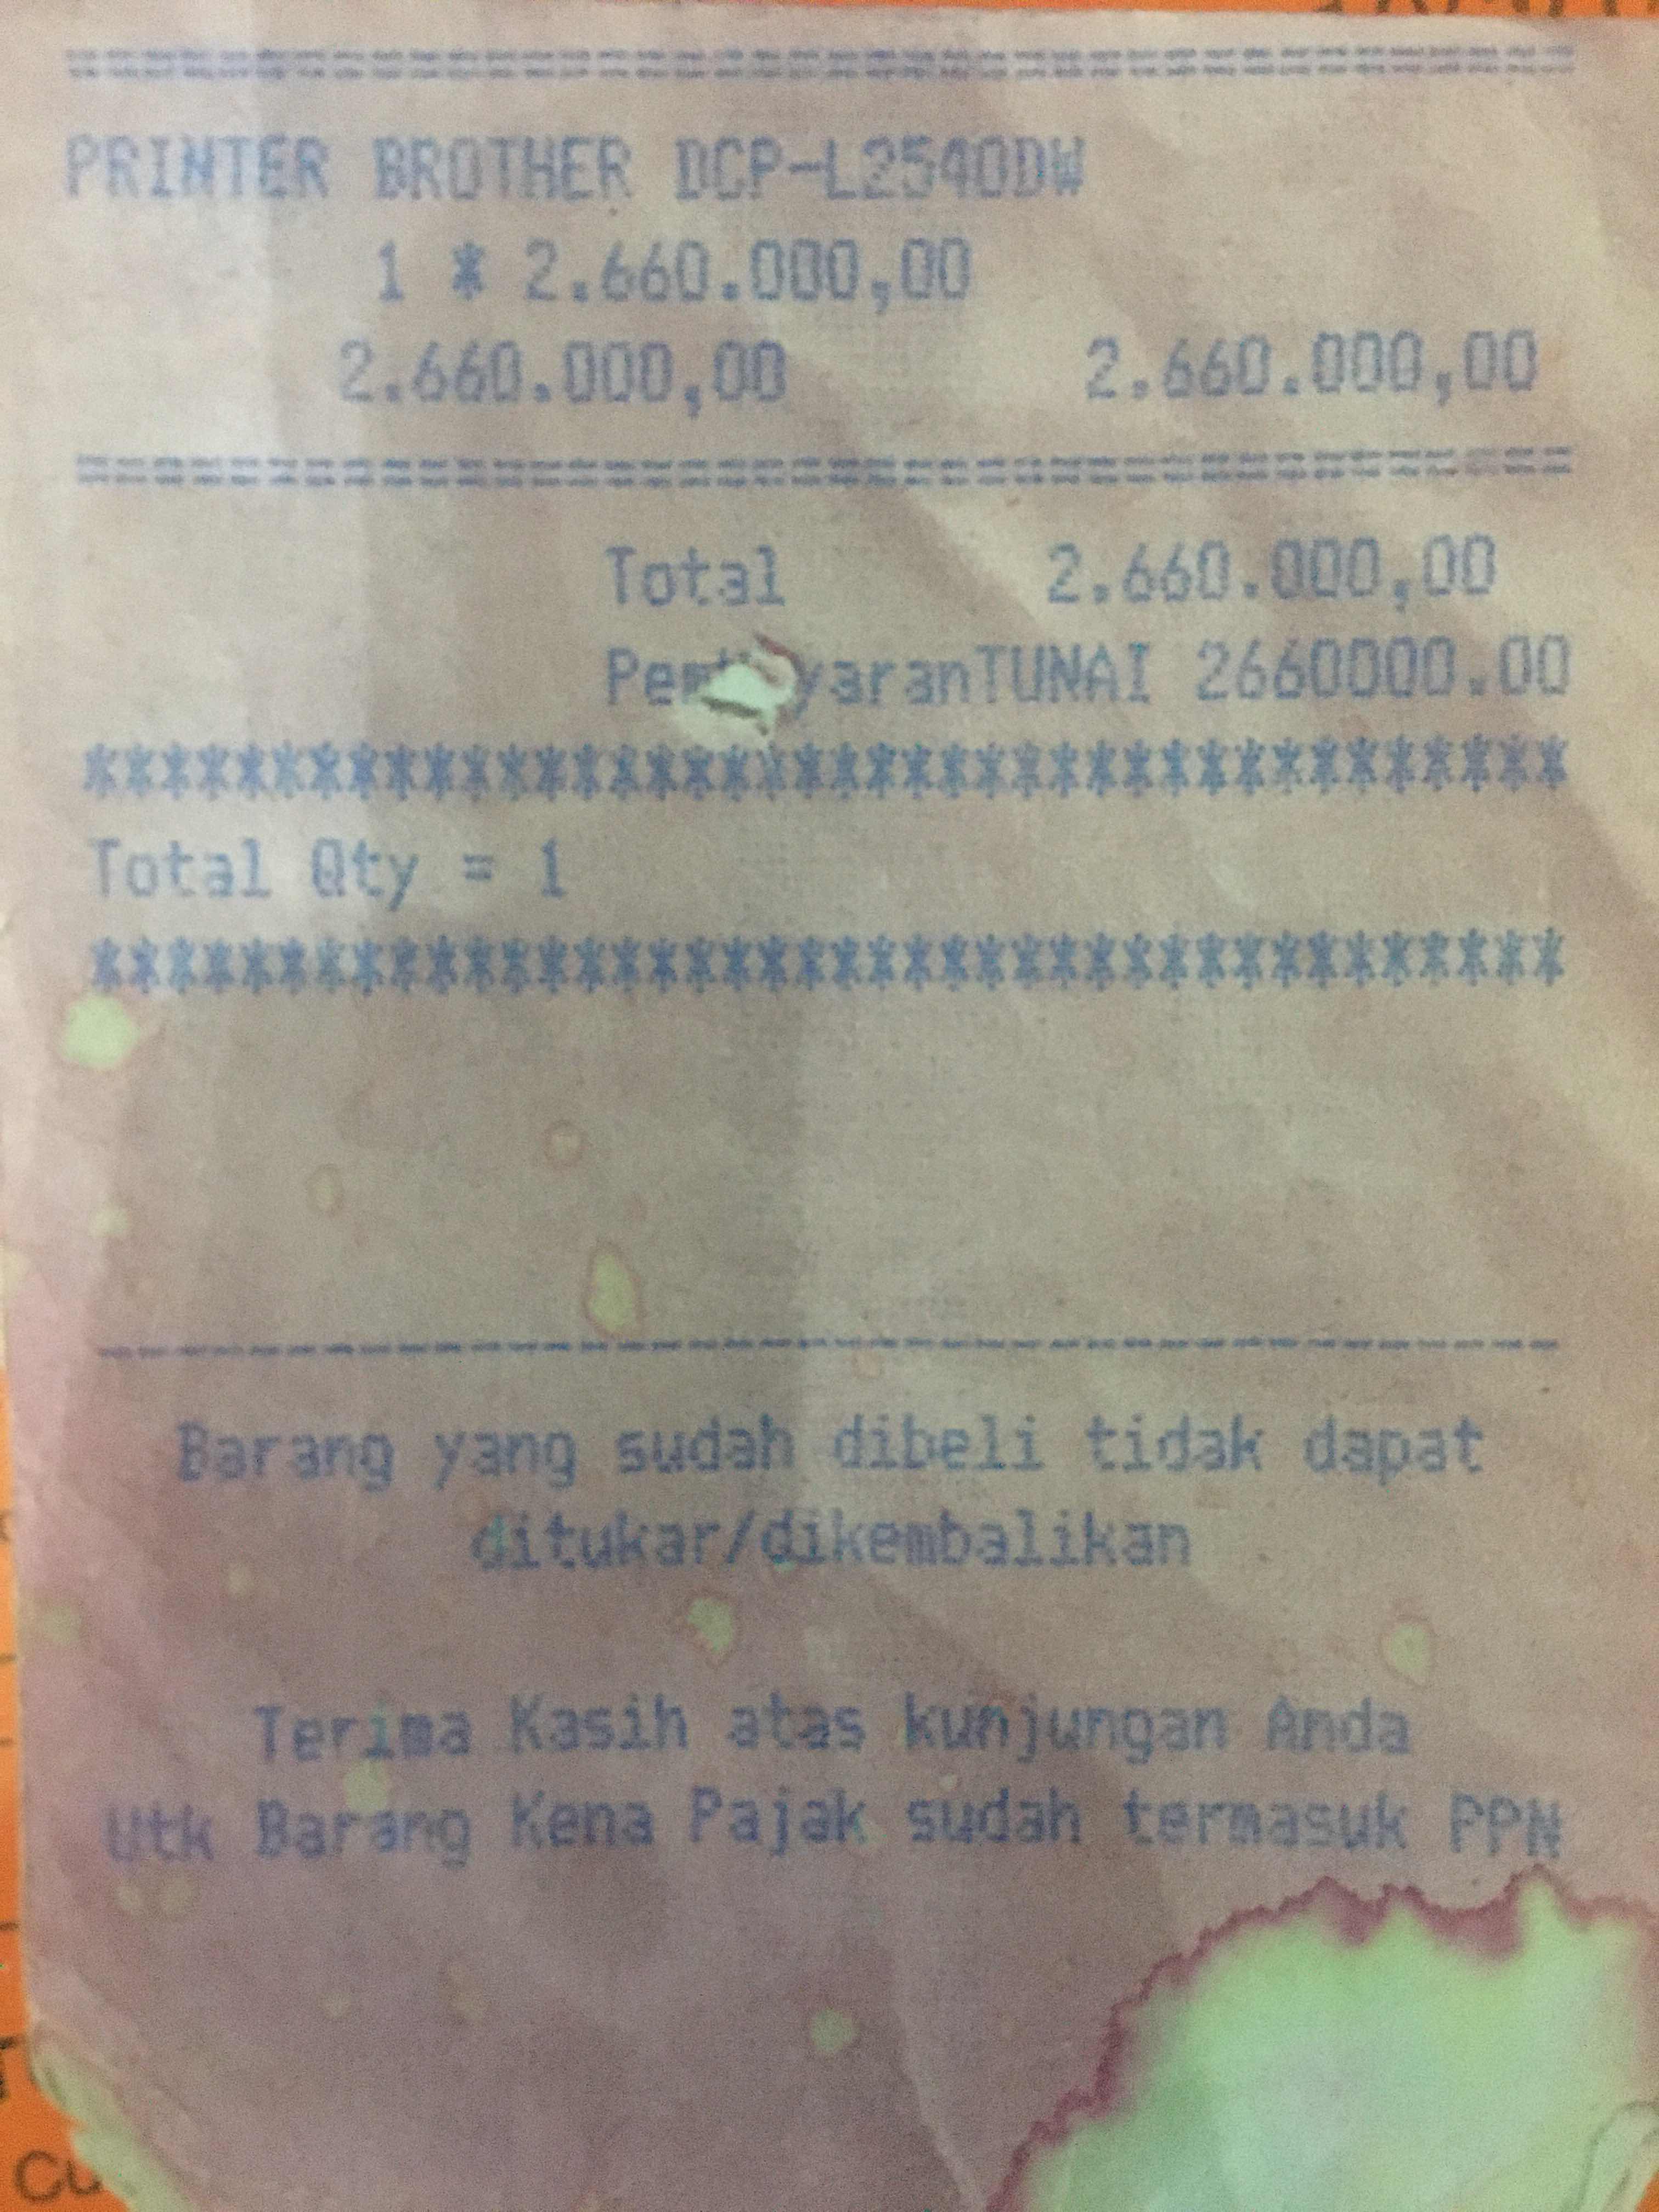 ================================
PRINTER BROTHER DCP-L2540DW
1 * 2.660.000,00
2.660.000,00 2.660.000,00
================================
Total 2.660.000,00
TUNAI 2660000.00
****************************************
Total Qty = 1
****************************************
----------------------------------------
Barang yang sudah dibeli tidak dapat
ditukar/dikembalikan
Terima Kasih atas kunjungan Anda
Utk Barang Kena Pajak sudah termasuk PPN